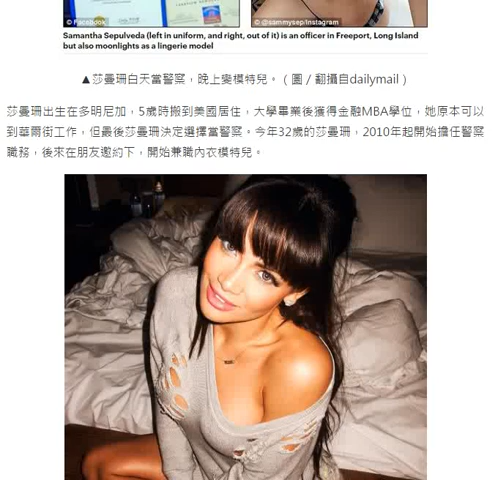 © Facebook
© @sammysep/Instagram
Samantha Sepulveda (left in uniform, and right, out of it) is an officer in Freeport, Long Island
but also moonlights as a lingerie model
▲莎曼珊白天當警察，晚上變模特兒。(圖／翻攝自dailymail)
莎曼珊出生在多明尼加，5歲時搬到美國居住，大學畢業後獲得金融MBA學位，她原本可以
到華爾街工作，但最後莎曼珊決定選擇當警察。今年32歲的莎曼珊，2010年起開始擔任警察
職務，後來在朋友邀約下，開始兼職內衣模特兒。